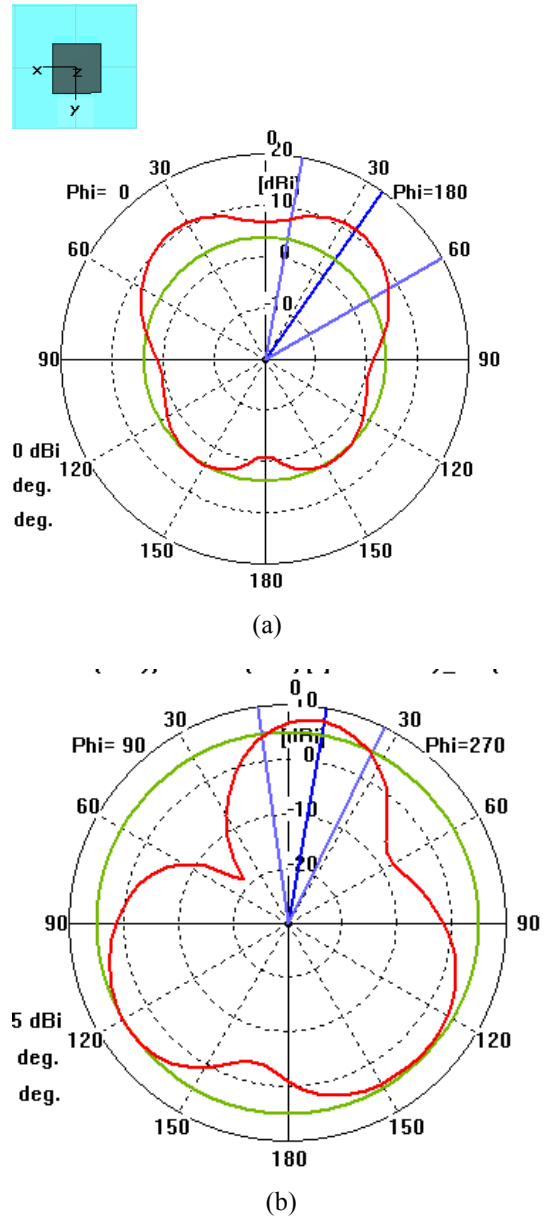 x z
y
0
20
30 [dBi] 30
Phi= 0 10 Phi=180
60 0 60
10
90 90
0 dBi
120 120
deg.
deg.
150 150
180
(a)
0 10
30 30
Phi= 90 [dBi] Phi=270
0
60 60
-10
-20
90 90
5 dBi
120 120
deg.
deg.
150 150
180
(b)